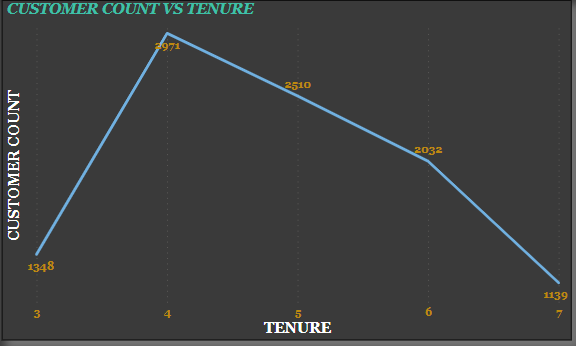 CUSTOMER COUNT VS TENURE
CUSTOMER COUNT
2971
2510
2032
1348
1139
3 4 5 6 7
TENURE